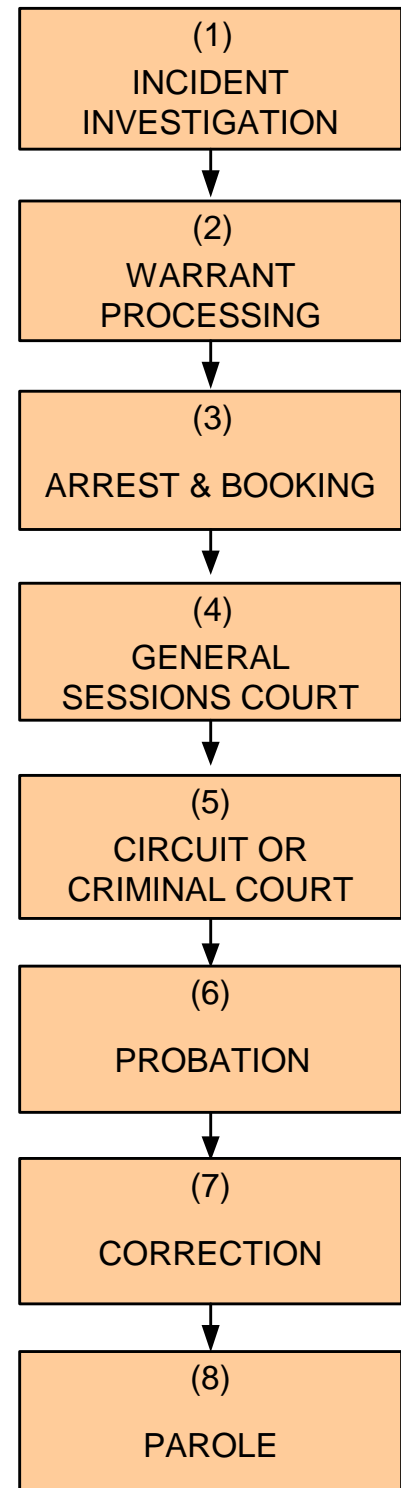 (1)
INCIDENT
INVESTIGATION
(2)
WARRANT
PROCESSING
(3)
ARREST & BOOKING
(4)
GENERAL
SESSIONS COURT
(5)
CIRCUIT OR
CRIMINAL COURT
(6)
PROBATION
(7)
CORRECTION
(8)
PAROLE